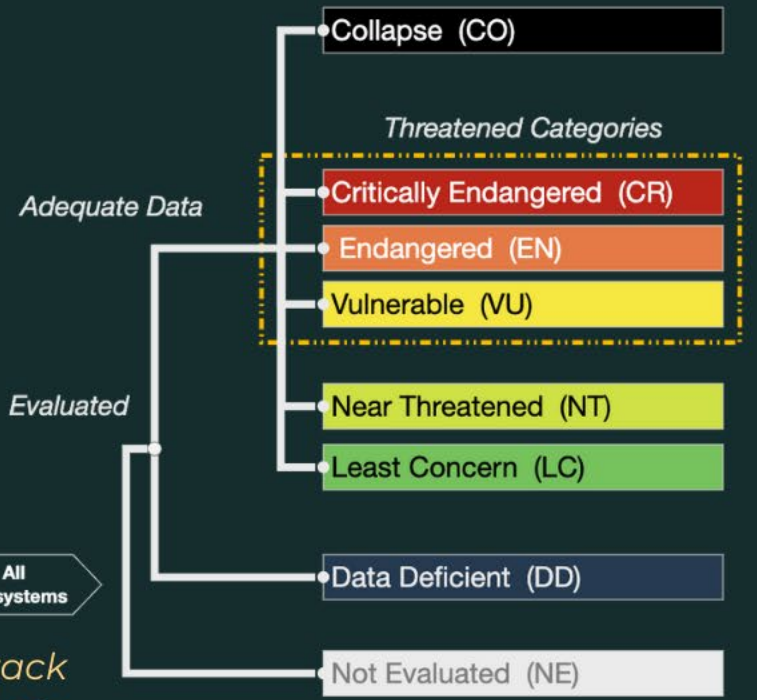 Collapse (CO)
Threatened Categories
Adequate Data
Critically Endangered (CR)
Endangered (EN)
Vulnerable (VU)
Evaluated
Near Threatened (NT)
Least Concern (LC)
All
systems
Data Deficient (DD)
Not Evaluated (NE)